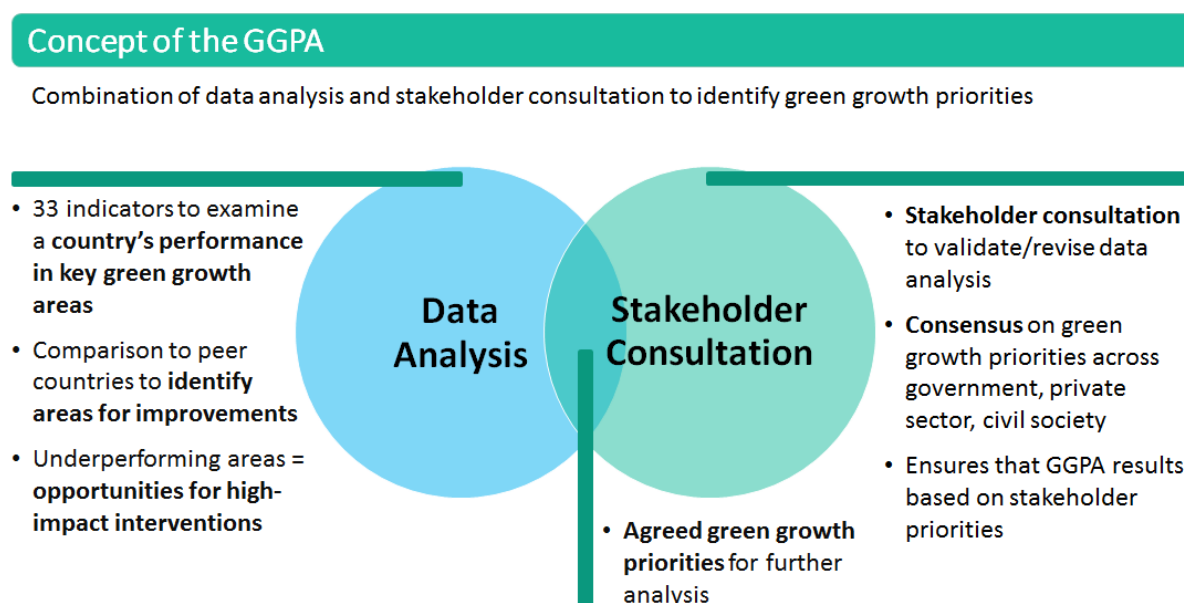 Concept of the GGPA
Combination of data analysis and stakeholder consultation to identify green growth priorities
• 33 indicators to examine
a country's performance
in key green growth
areas
• Comparison to peer
countries to identify
areas for improvements
• Underperforming areas =
opportunities for high-
impact interventions
Data
Analysis
Stakeholder
Consultation
• Agreed green growth
priorities for further
analysis
• Stakeholder consultation
to validate/revise data
analysis
• Consensus on green
growth priorities across
government, private
sector, civil society
• Ensures that GGPA results
based on stakeholder
priorities